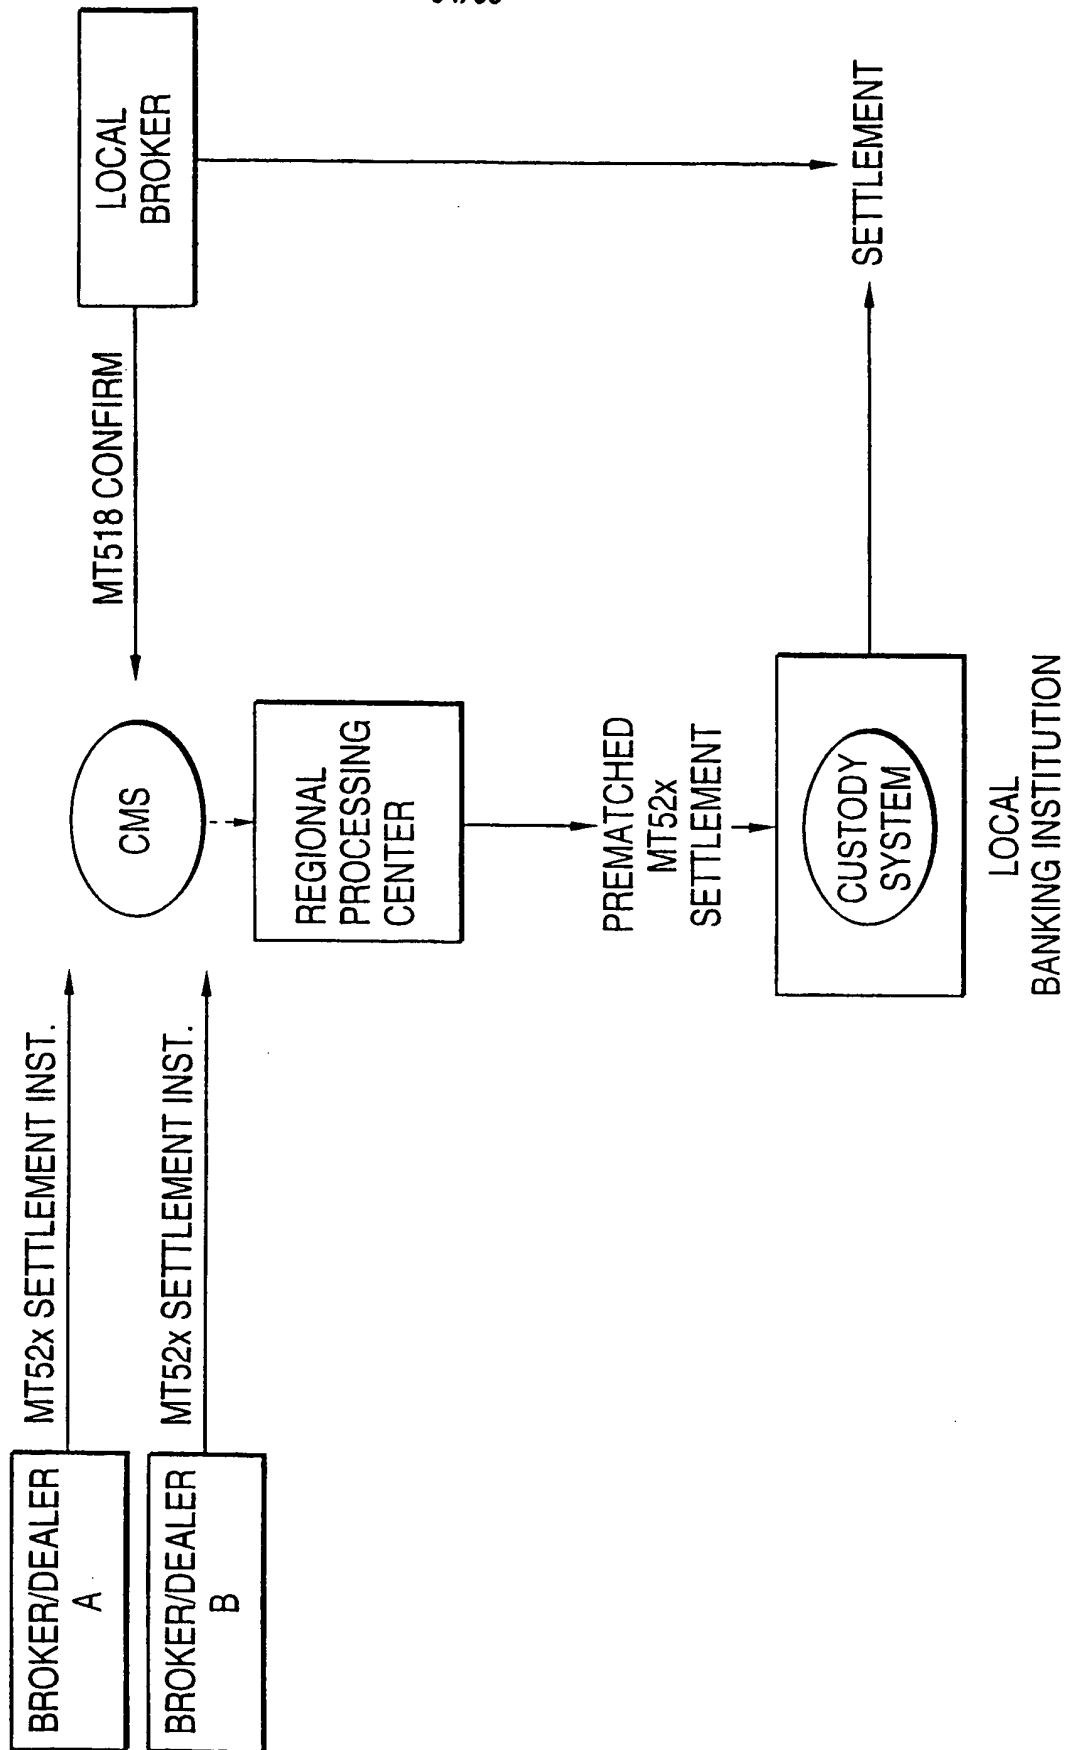 BROKER/DEALER
A
MT52x SETTLEMENT INST.
BROKER/DEALER
B
MT52x SETTLEMENT INST.
CMS
MT518 CONFIRM
LOCAL
BROKER
REGIONAL
PROCESSING
CENTER
PREMATCHED
MT52x
SETTLEMENT
CUSTODY
SYSTEM
LOCAL
BANKING INSTITUTION
SETTLEMENT